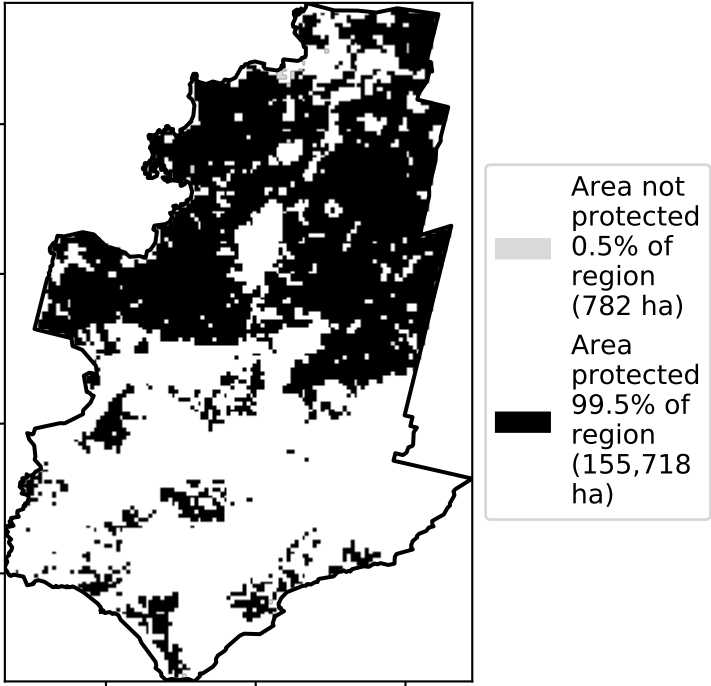 Area not
protected
0.5% of
region
(782 ha)
Area
protected
99.5% of
region
(155,718
ha)